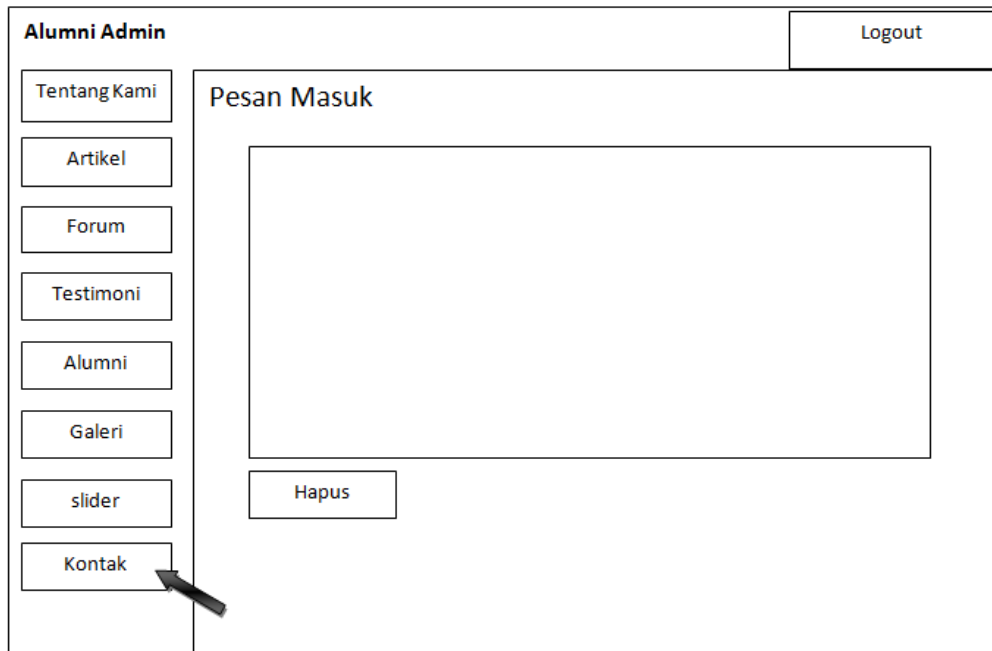 Alumni Admin
Logout
Tentang Kami
Artikel
Forum
Testimoni
Alumni
Galeri
slider
Kontak
Pesan Masuk
Hapus